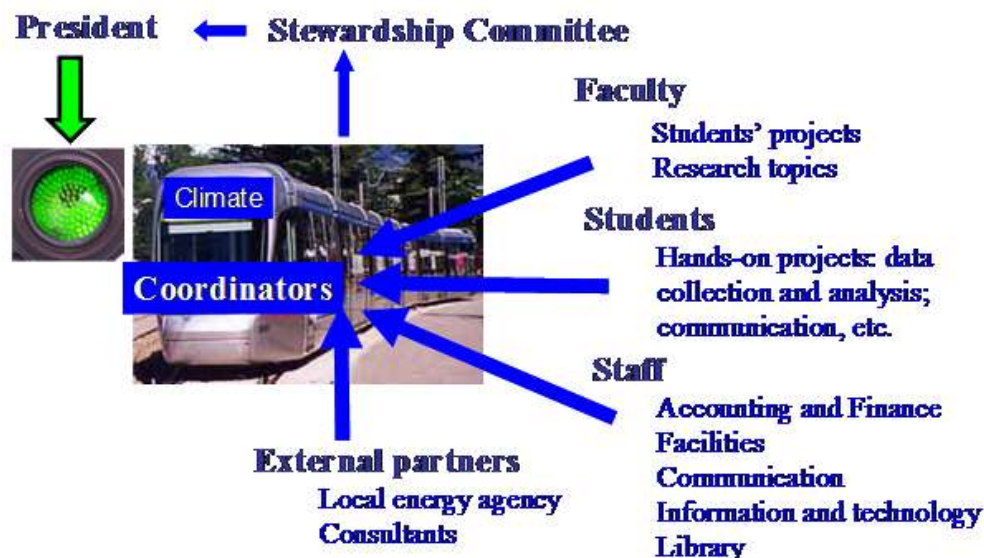 President
Stewardship Committee
Faculty
Students' projects
Research topics
Climate
Students
Hands-on projects: data
collection and analysis;
communication, etc.
Coordinators
Staff
Accounting and Finance
Facilities
Communication
Information and technology
Library
External partners
Local energy agency
Consultants